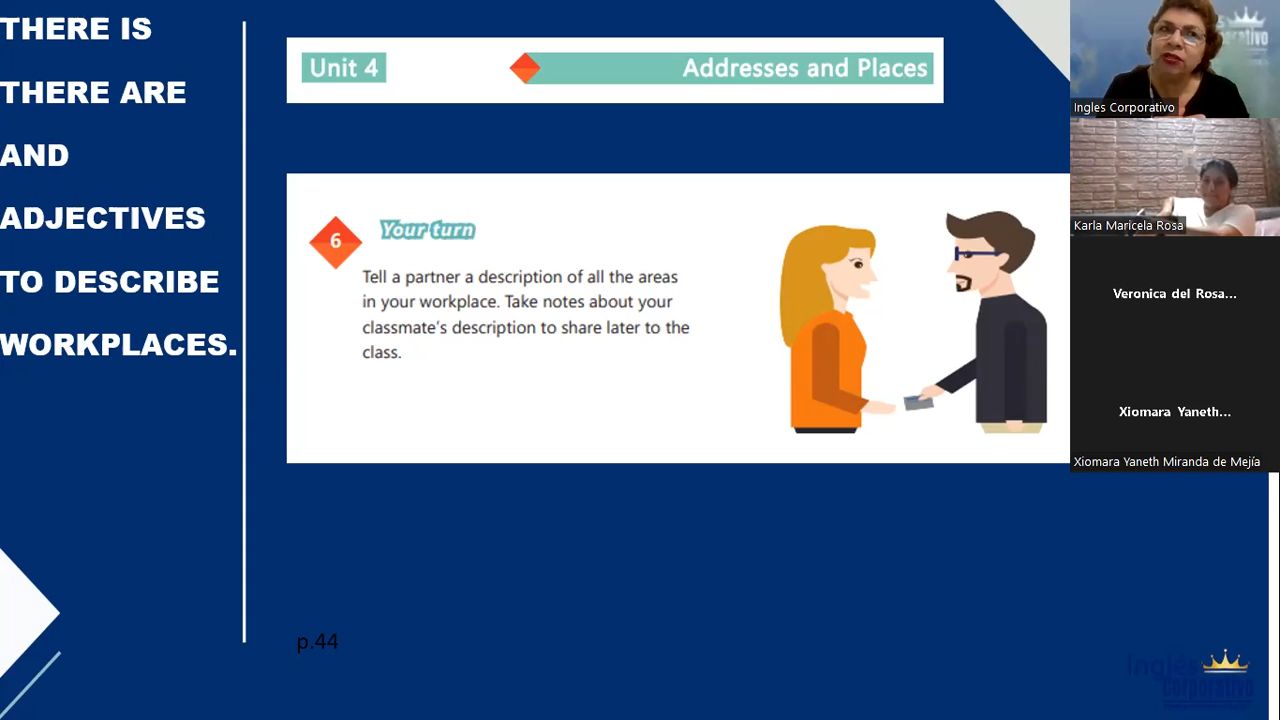 THERE IS
THERE ARE
AND
ADJECTIVES
TO DESCRIBE
WORKPLACES.
Unit 4
Addresses and Places
6
Your turn
Tell a partner a description of all the areas
in your workplace. Take notes about your
classmate's description to share later to the
class.
p.44
Ingles Corporativo
Karla Maricela Rosa
Veronica del Rosa...
Xiomara Yaneth...
Xiomara Yaneth Miranda de Mejía
Inglés
Corporativo